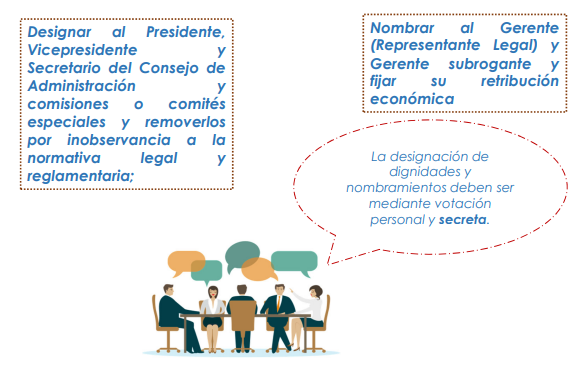 Designar al Presidente,
Vicepresidente y
Secretario del Consejo de
Administración y
comisiones o comités
especiales y removerlos
por inobservancia a la
normativa legal y
reglamentaria;
Nombrar al Gerente
(Representante Legal) y
Gerente subrogante y
fijar su retribución
económica
La designación de
dignidades y
nombramientos deben ser
mediante votación
personal y secreta.